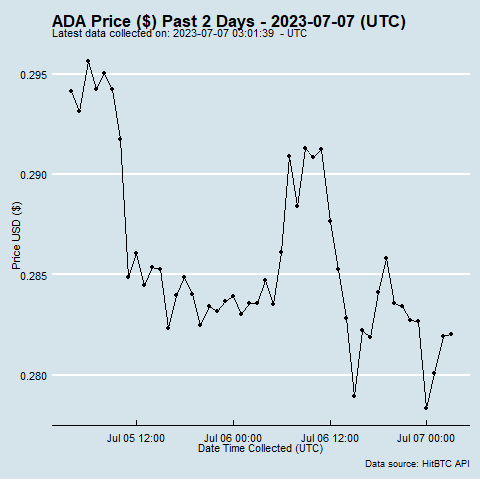 ADA Price ($) Past 2 Days - 2023-07-07 (UTC)
Latest data collected on: 2023-07-07 03:01:39 - UTC
0.295
0.290
0.285
0.280
Price USD ($)
Jul 05 12:00 Jul 06 00:00 Jul 06 12:00 Jul 07 00:00
Date Time Collected (UTC)
Data source: HitBTC API